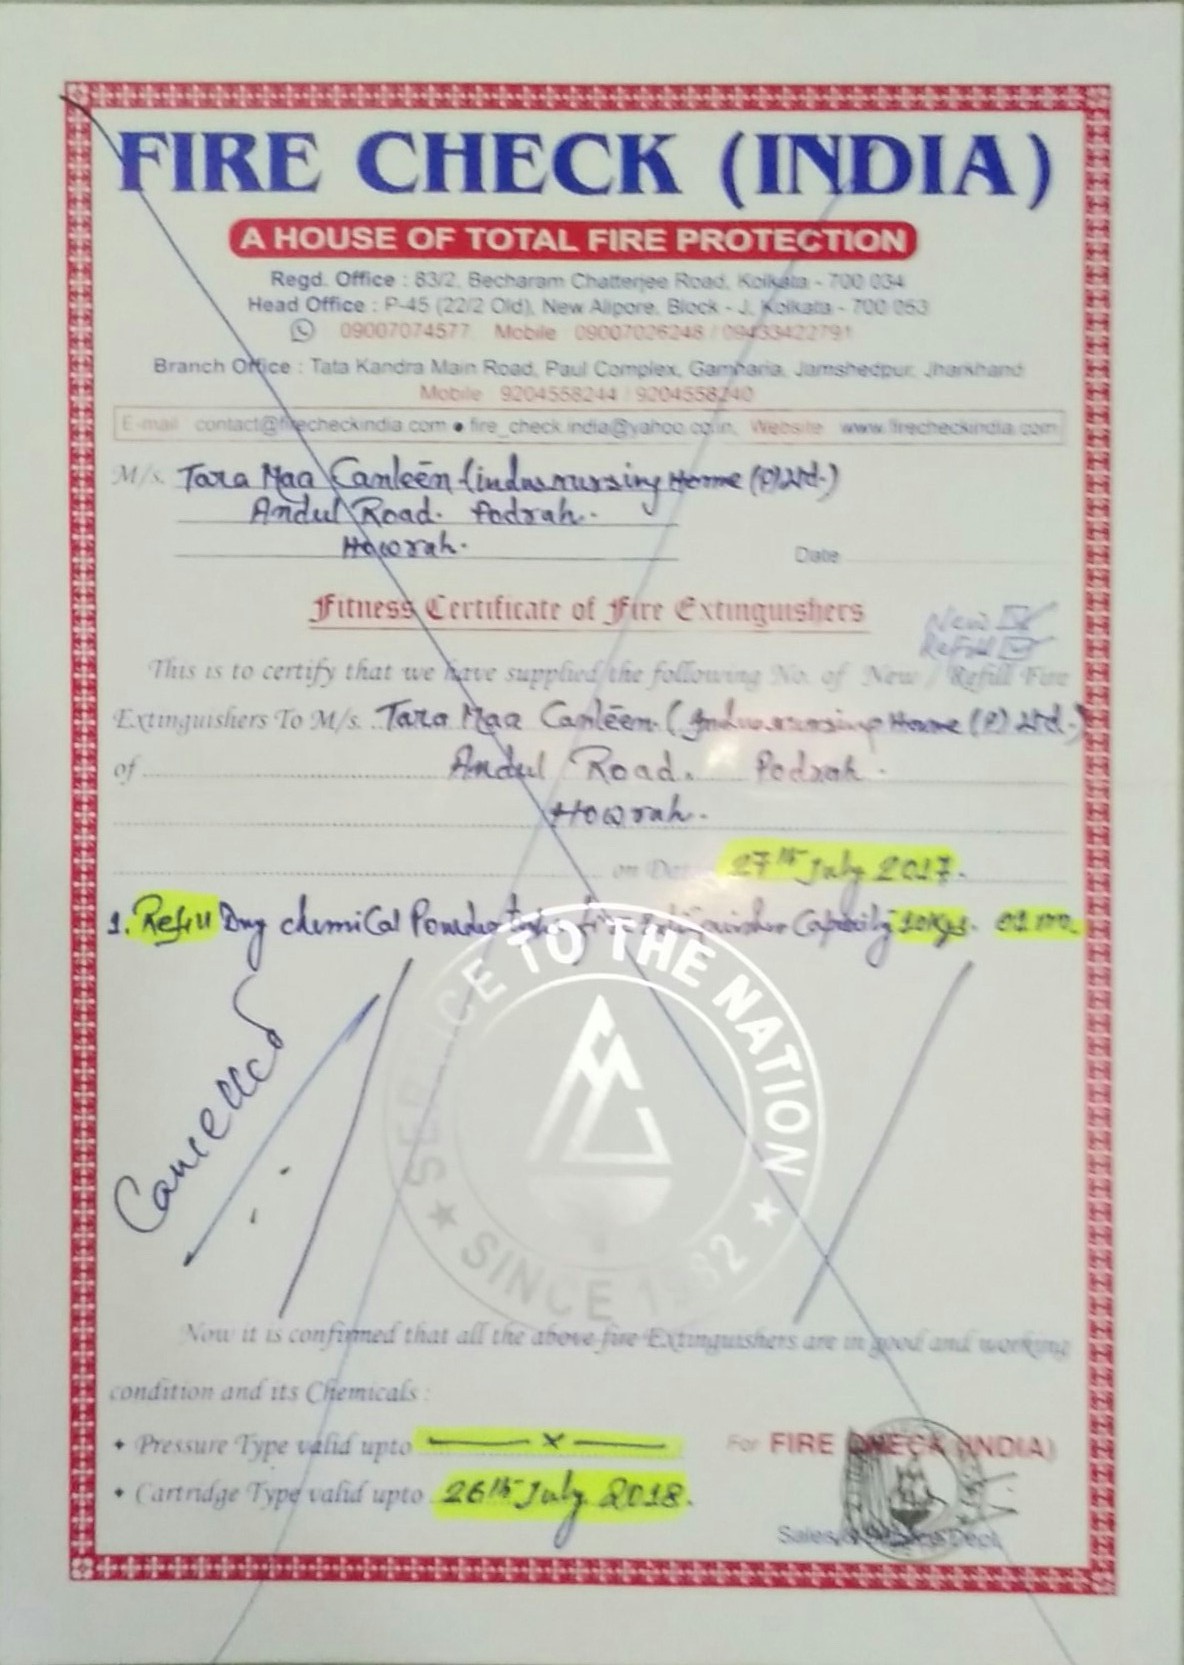 FIRE CHECK (INDIA)
A HOUSE OF TOTAL FIRE PROTECTION
Regd. Office : 83/2, Becharam Chatterjee Road, Kolkata - 700 034
Head Office : P-45 (22/2 Old), New Alipore, Block - J, Kolkata - 700 053
09007074577 Mobile 09007026248 / 09433422791
Branch Office : Tata Kandra Main Road, Paul Complex, Gamharia, Jamshedpur, Jharkhand
Mobile 9204558244 / 9204558240
E-mail contact@firecheckindia.com ● fire_check.india@yahoo.co.in, Website www.firecheckindia.com
M/s. Tara Maa Canteen (indus nursing Home (P) Ltd.)
Andul Road. Podrah.
Howrah.
Date
Fitness Certificate of Fire Extinguishers
New
Refill
This is to certify that we have supplied the following No. of New / Refill Fire
Extinguishers To M/s. Tara Maa Canteen. (Indus nursing Home (P) Ltd.)
of Andul Road. Podrah.
Howrah.
on Date 27th July 2017.
1. Refill Dry chemical Powder fire Extinguisher Capacity 10Kgs. 01 no.
Cancelled
SERVICE TO THE NATION
★ SINCE 1982 ★
Now it is confirmed that all the above fire Extinguishers are in good and working
condition and its Chemicals :
• Pressure Type valid upto — x —
For FIRE CHECK (INDIA)
• Cartridge Type valid upto 26th July 2018.
Sales & Dept.